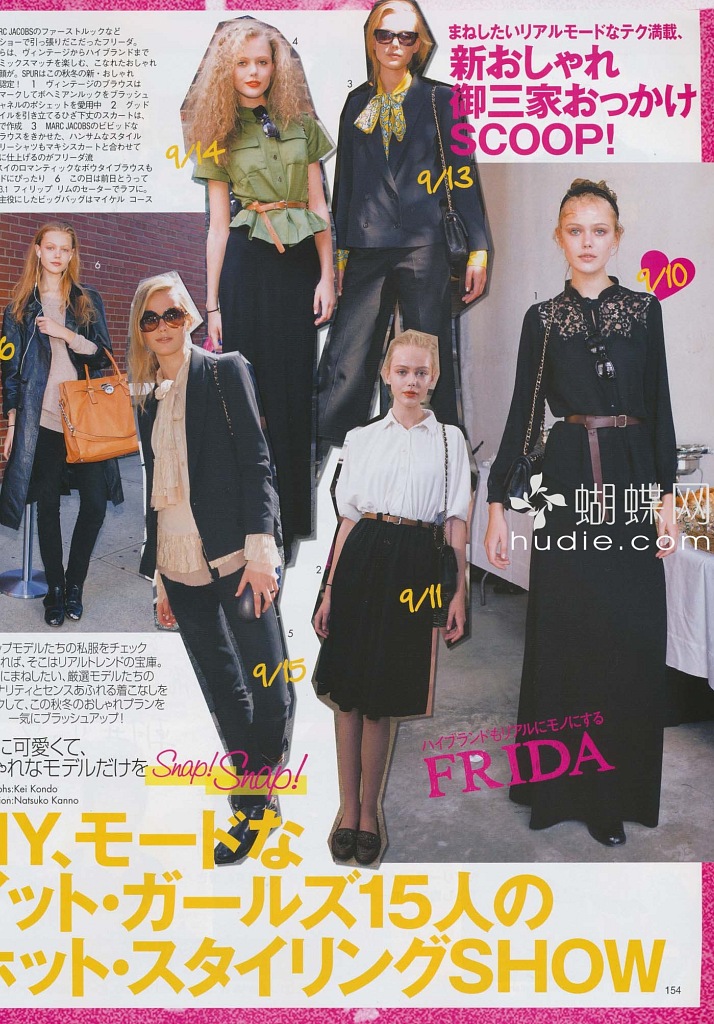 RC JACOBSのファーストルックなど
ショーで引っ張りだこだったフリーダ。
らは、ヴィンテージからハイブランドまで
ミックスマッチを楽しむ、こなれたおしゃれ
顔が。SPURはこの秋冬の新・おしゃれ
認定! 1 ヴィンテージのブラウスは
マークしてボヘミアンルックをブラッシュ
ャネルのポシェットを愛用中 2 グッド
イルを引き立てるひざ下丈のスカートは、
で作成 3 MARC JACOBSのビビッドな
ラウスをきかせた、ハンサムなスタイル
リーシャツもマキシスカートと合わせて
に仕上げるのがフリーダ流
スイのロマンティックなボウタイブラウスも
ドにぴったり 6 この日は前日とうって
3.1 フィリップ リムのセーターでラフに。
主役にしたビッグバッグはマイケル コース
まねしたいリアルモードなテク満載、
新おしゃれ
御三家おっかけ
SCOOP!
4
9/14
3
9/13
1
9/10
6
6
2
9/11
5
9/15
蝴蝶网
hudie.com
ップモデルたちの私服をチェック
れば、そこはリアルトレンドの宝庫。
にまねしたい、厳選モデルたちの
ナリティとセンスあふれる着こなしを
クして、この秋冬のおしゃれプランを
一気にブラッシュアップ!
に可愛くて、
ゃれなモデルだけを Snap! Snap!
phs:Kei Kondo
ion:Natsuko Kanno
ハイブランドもリアルにモノにする
FRIDA
NY、モードな
イット・ガールズ15人の
ホット・スタイリングSHOW
154